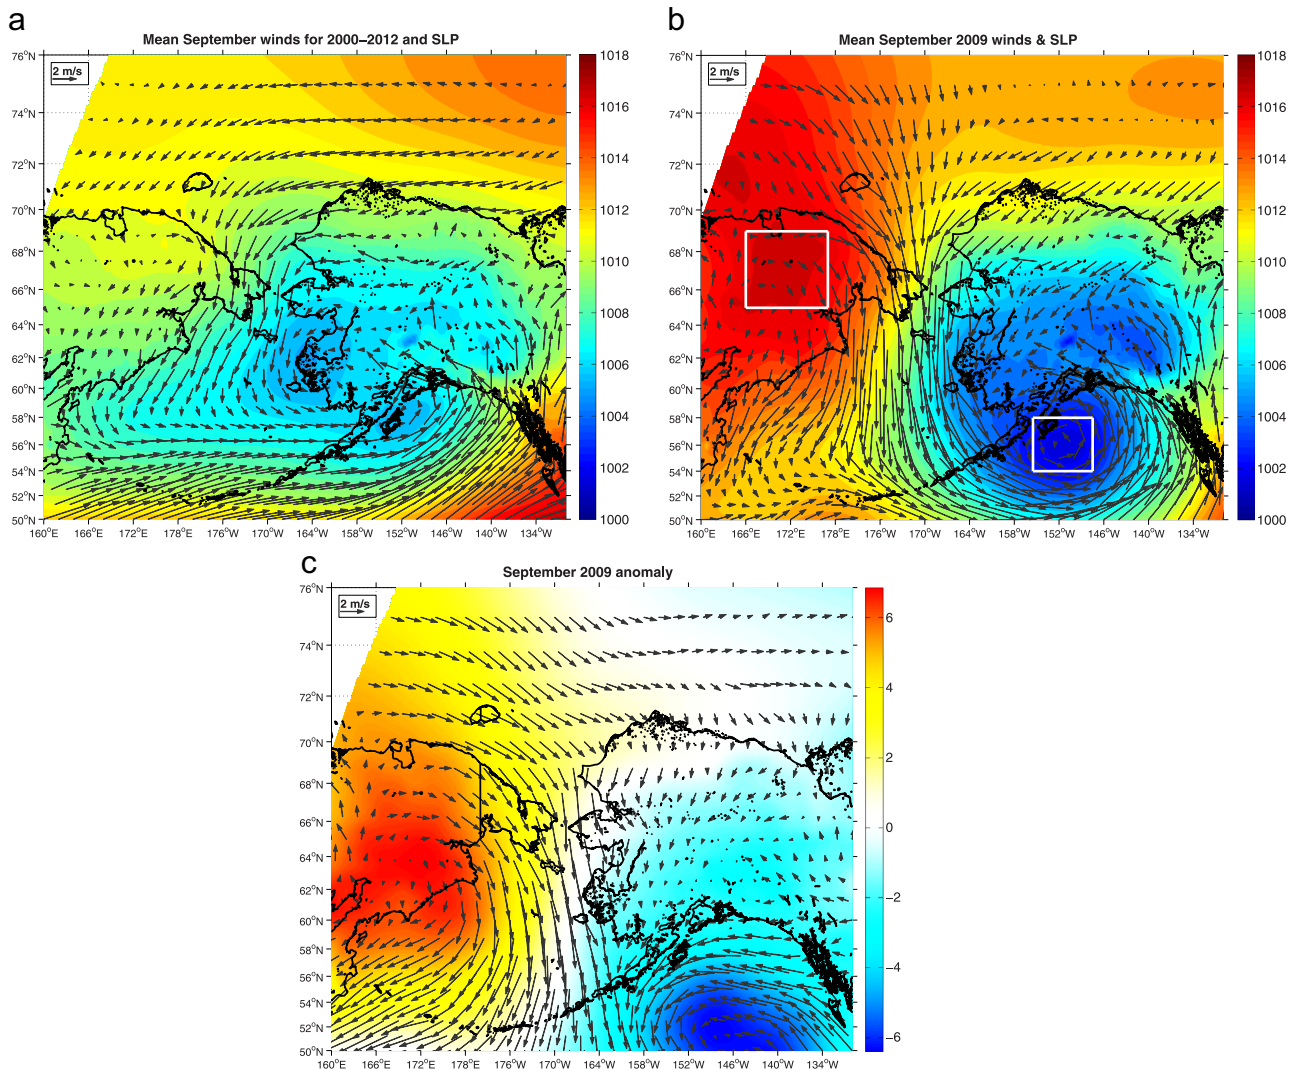 a
Mean September winds for 2000–2012 and SLP
2 m/s
76°N
74°N
72°N
70°N
68°N
66°N
64°N
62°N
60°N
58°N
56°N
54°N
52°N
50°N
160°E 166°E 172°E 178°E 176°W 170°W 164°W 158°W 152°W 146°W 140°W 134°W
1018
1016
1014
1012
1010
1008
1006
1004
1002
1000
b
Mean September 2009 winds & SLP
2 m/s
76°N
74°N
72°N
70°N
68°N
66°N
64°N
62°N
60°N
58°N
56°N
54°N
52°N
50°N
160°E 166°E 172°E 178°E 176°W 170°W 164°W 158°W 152°W 146°W 140°W 134°W
1018
1016
1014
1012
1010
1008
1006
1004
1002
1000
c
September 2009 anomaly
2 m/s
76°N
74°N
72°N
70°N
68°N
66°N
64°N
62°N
60°N
58°N
56°N
54°N
52°N
50°N
160°E 166°E 172°E 178°E 176°W 170°W 164°W 158°W 152°W 146°W 140°W 134°W
6
4
2
0
−2
−4
−6